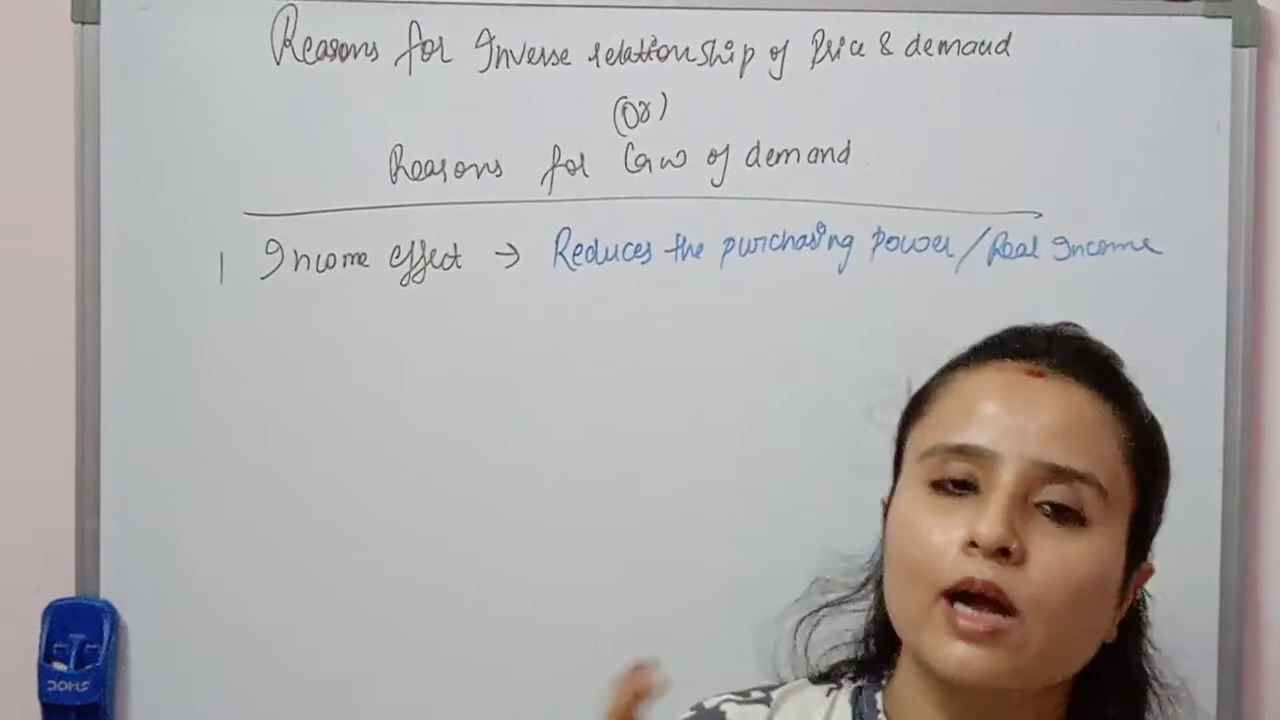 Reasons for Inverse relationship of Price & demand
(Or)
Reasons for Law of demand
1 Income effect → Reduces the purchasing power/Real Income